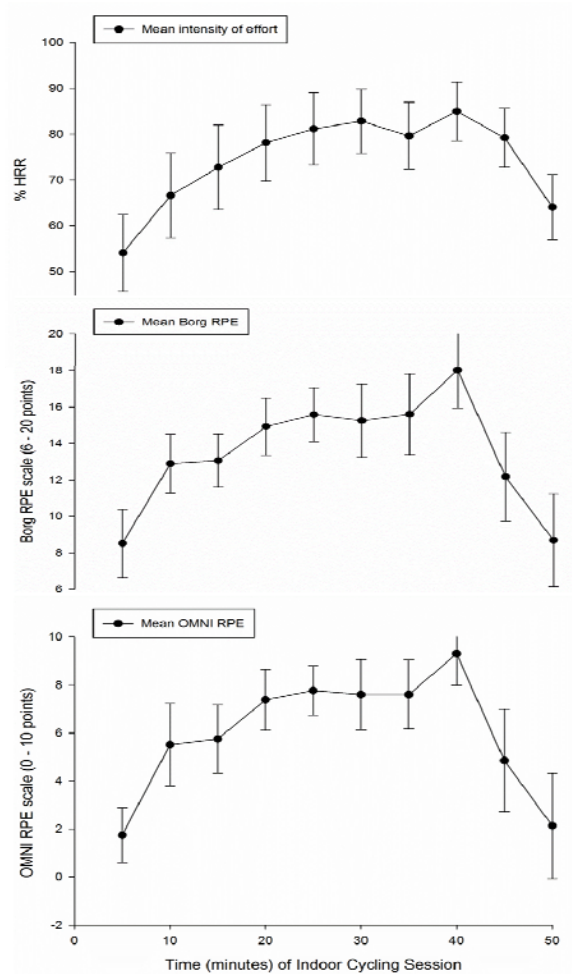 Mean intensity of effort
100
90
80
70
60
50
% HRR
Mean Borg RPE
20
18
16
14
12
10
8
6
Borg RPE scale (6 - 20 points)
Mean OMNI RPE
10
8
6
4
2
0
-2
OMNI RPE scale (0 - 10 points)
0 10 20 30 40 50
Time (minutes) of Indoor Cycling Session